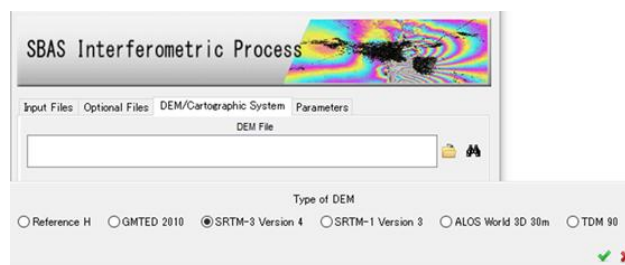 SBAS Interferometric Process
Input Files Optional Files DEM/Cartographic System Parameters
DEM File
Type of DEM
Reference H GMTED 2010 SRTM-3 Version 4 SRTM-1 Version 3 ALOS World 3D 30m TDM 90